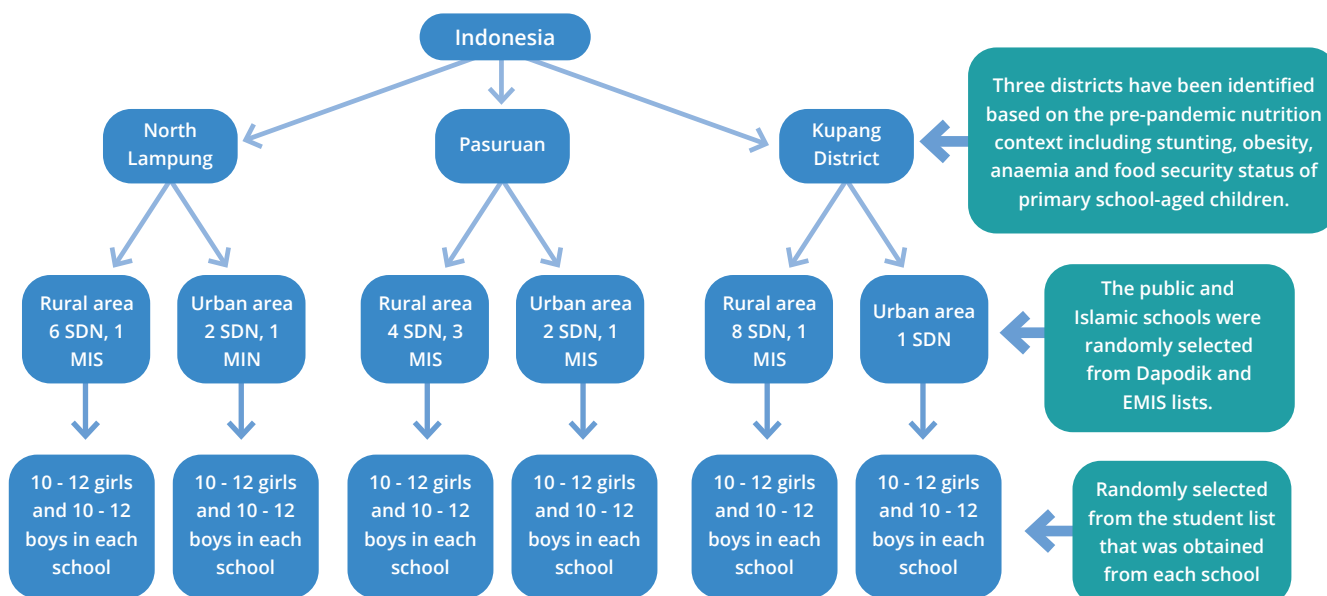 Indonesia
Three districts have been identified
based on the pre-pandemic nutrition
context including stunting, obesity,
anaemia and food security status of
primary school-aged children.
North
Lampung
Pasuruan
Kupang
District
Rural area
6 SDN, 1
MIS
Urban area
2 SDN, 1
MIN
Rural area
4 SDN, 3
MIS
Urban area
2 SDN, 1
MIS
Rural area
8 SDN, 1
MIS
Urban area
1 SDN
The public and
Islamic schools were
randomly selected
from Dapodik and
EMIS lists.
10 - 12 girls
and 10 - 12
boys in each
school
10 - 12 girls
and 10 - 12
boys in each
school
10 - 12 girls
and 10 - 12
boys in each
school
10 - 12 girls
and 10 - 12
boys in each
school
10 - 12 girls
and 10 - 12
boys in each
school
10 - 12 girls
and 10 - 12
boys in each
school
Randomly selected
from the student list
that was obtained
from each school